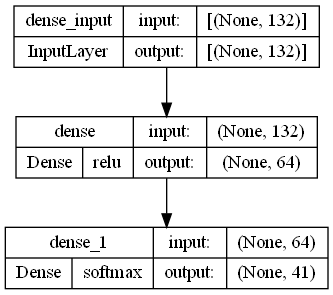 dense_input input: [(None, 132)]
InputLayer output: [(None, 132)]
dense input: (None, 132)
Dense relu output: (None, 64)
dense_1 input: (None, 64)
Dense softmax output: (None, 41)